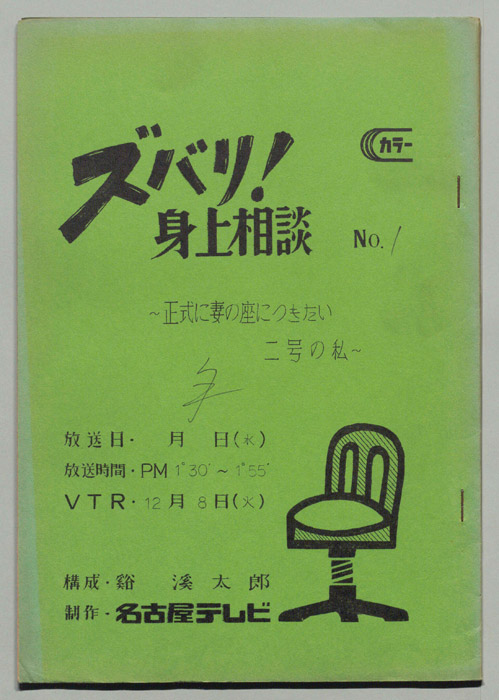 カラー
ズバリ!
身上相談
No. 1
~正式に妻の座につきたい
二号の私~
放送日・ 月 日(水)
放送時間・PM 1°30′~1°55′
VTR・12月 8日(火)
構成・谿 溪太郎
制作・名古屋テレビ